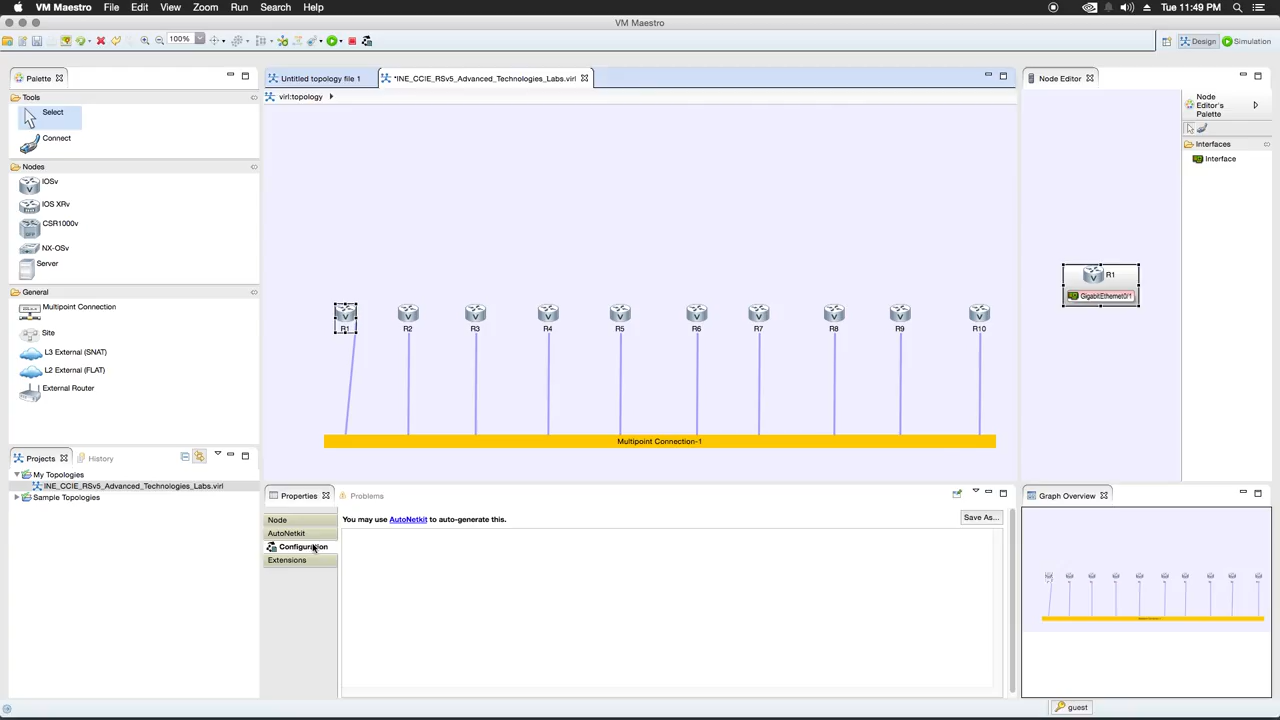 VM Maestro File Edit View Zoom Run Search Help Tue 11:49 PM
VM Maestro
100% Design Simulation
Palette
Tools
Select
Connect
Nodes
IOSv
IOS XRv
CSR1000v
NX-OSv
Server
General
Multipoint Connection
Site
L3 External (SNAT)
L2 External (FLAT)
External Router
Projects History
My Topologies
INE_CCIE_RSv5_Advanced_Technologies_Labs.virl
Sample Topologies
Untitled topology file 1 *INE_CCIE_RSv5_Advanced_Technologies_Labs.virl
virl:topology
R1 R2 R3 R4 R5 R6 R7 R8 R9 R10
Multipoint Connection-1
Properties Problems
Node
AutoNetkit
Configuration
Extensions
You may use AutoNetkit to auto-generate this. Save As...
Node Editor
R1
GigabitEthernet0/1
Node
Editor's
Palette
Interfaces
Interface
Graph Overview
guest